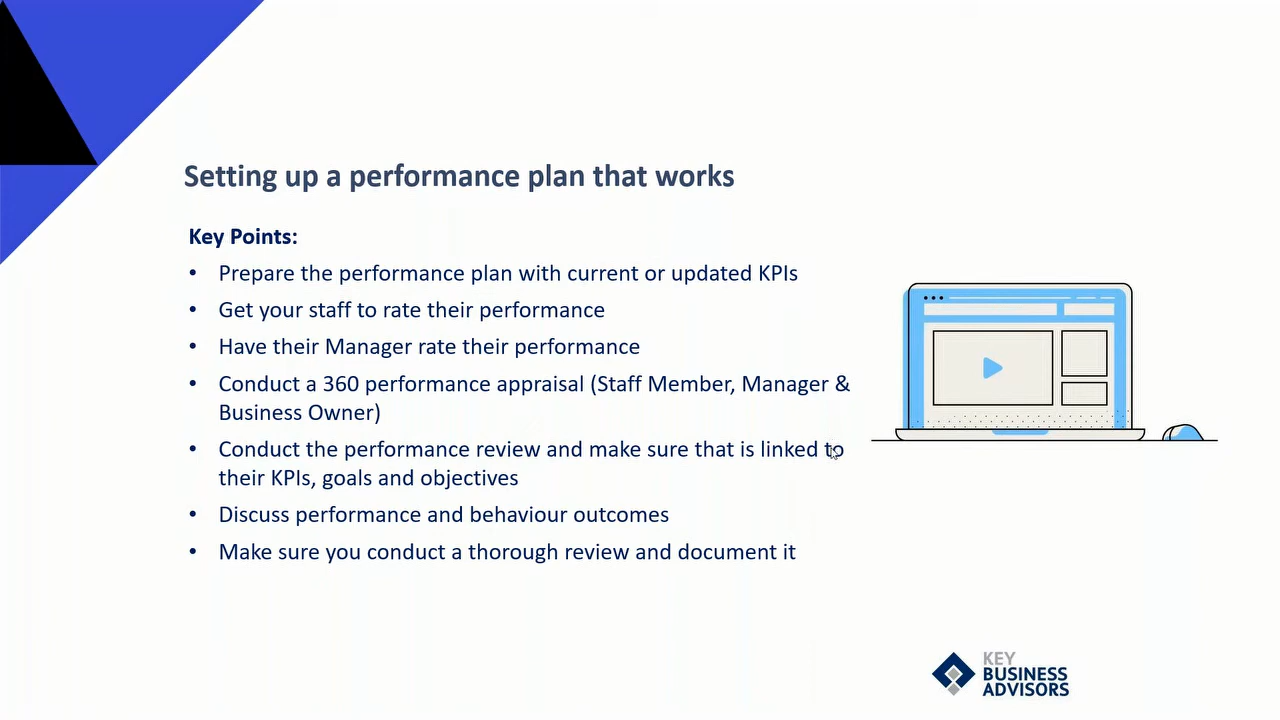 Setting up a performance plan that works
Key Points:
• Prepare the performance plan with current or updated KPIs
• Get your staff to rate their performance
• Have their Manager rate their performance
• Conduct a 360 performance appraisal (Staff Member, Manager &
Business Owner)
• Conduct the performance review and make sure that is linked to
their KPIs, goals and objectives
• Discuss performance and behaviour outcomes
• Make sure you conduct a thorough review and document it
KEY
BUSINESS
ADVISORS